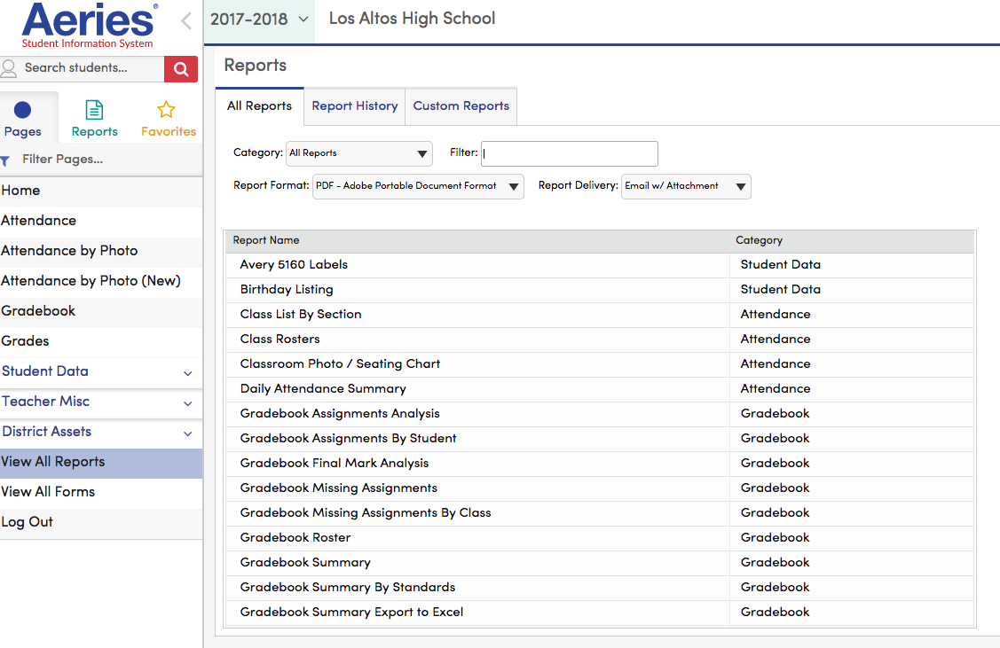 Aeries®
Student Information System
Search students...
Pages
Reports
Favorites
Filter Pages...
Home
Attendance
Attendance by Photo
Attendance by Photo (New)
Gradebook
Grades
Student Data
Teacher Misc
District Assets
View All Reports
View All Forms
Log Out
2017-2018
Los Altos High School
Reports
All Reports Report History Custom Reports
Category: All Reports Filter:
Report Format: PDF - Adobe Portable Document Format Report Delivery: Email w/ Attachment
Report Name Category
Avery 5160 Labels Student Data
Birthday Listing Student Data
Class List By Section Attendance
Class Rosters Attendance
Classroom Photo / Seating Chart Attendance
Daily Attendance Summary Attendance
Gradebook Assignments Analysis Gradebook
Gradebook Assignments By Student Gradebook
Gradebook Final Mark Analysis Gradebook
Gradebook Missing Assignments Gradebook
Gradebook Missing Assignments By Class Gradebook
Gradebook Roster Gradebook
Gradebook Summary Gradebook
Gradebook Summary By Standards Gradebook
Gradebook Summary Export to Excel Gradebook